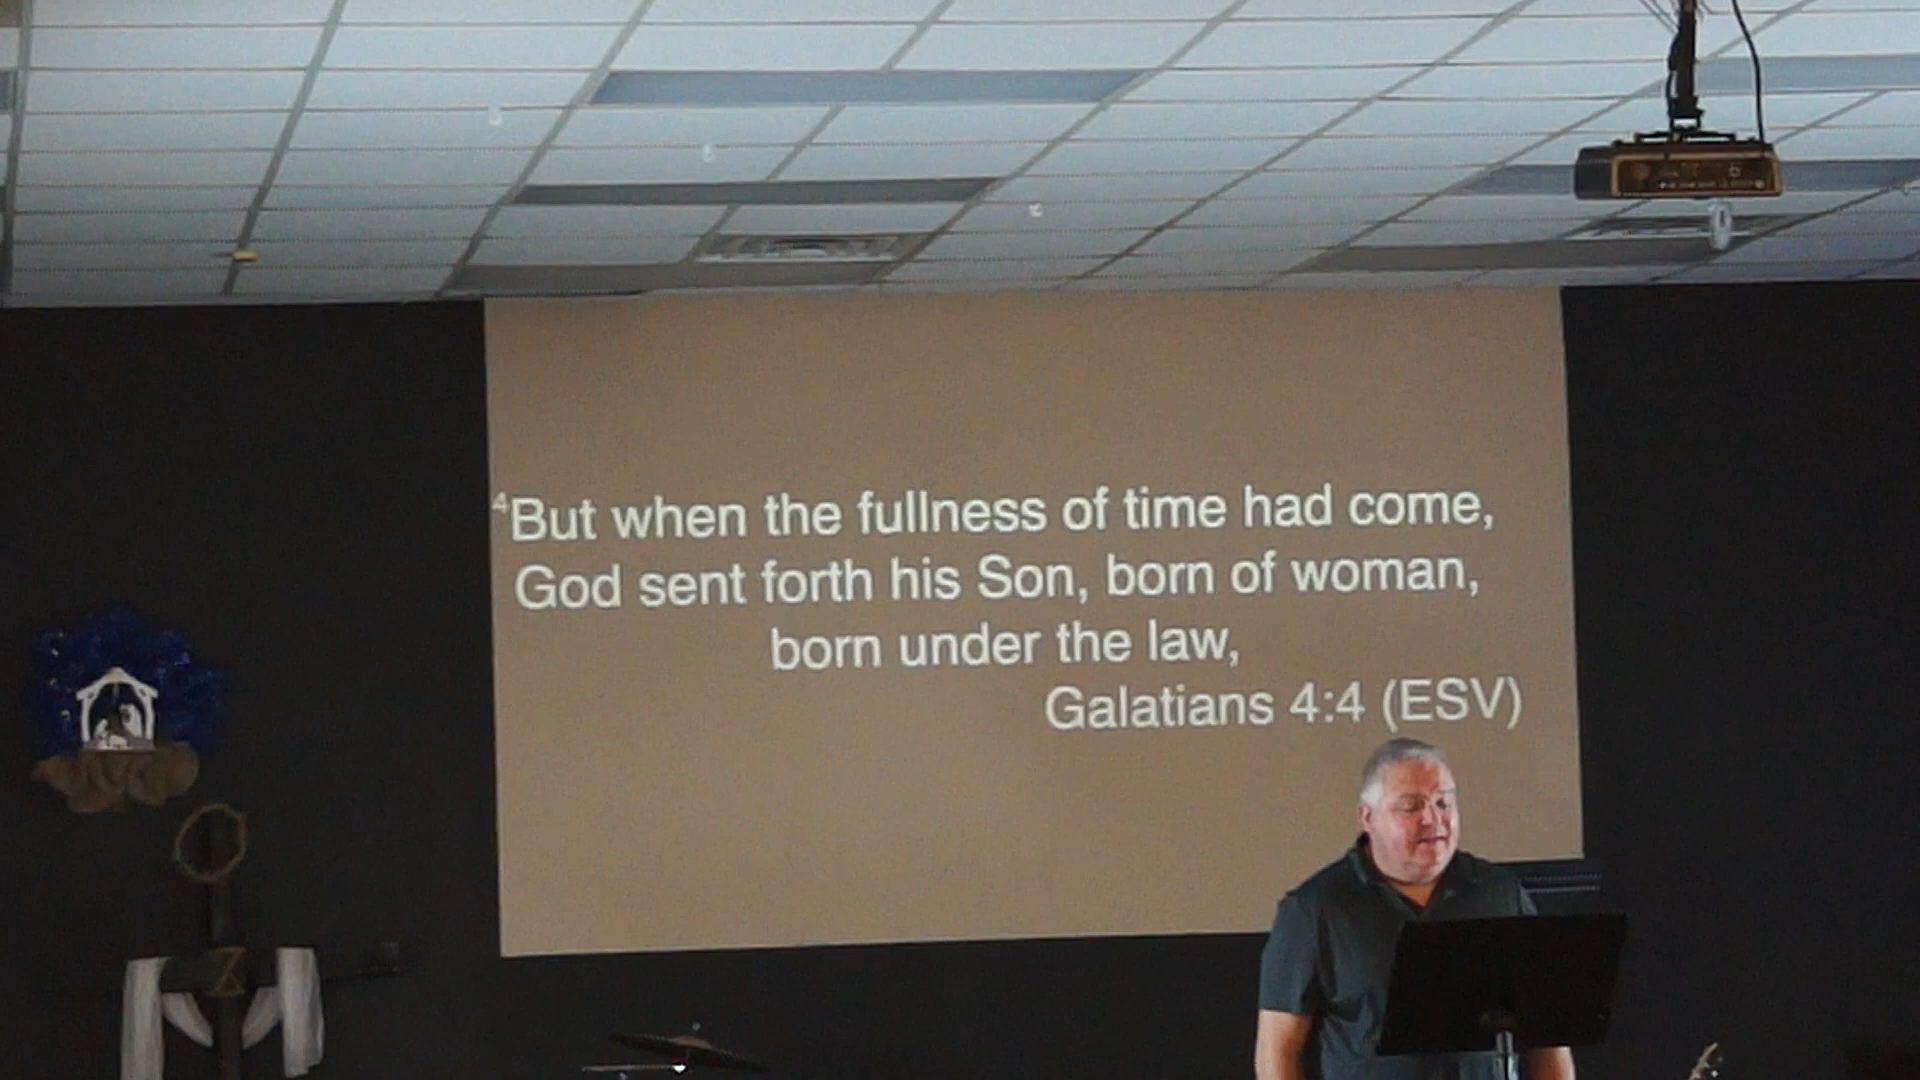 ⁴But when the fullness of time had come,
God sent forth his Son, born of woman,
born under the law,
Galatians 4:4 (ESV)